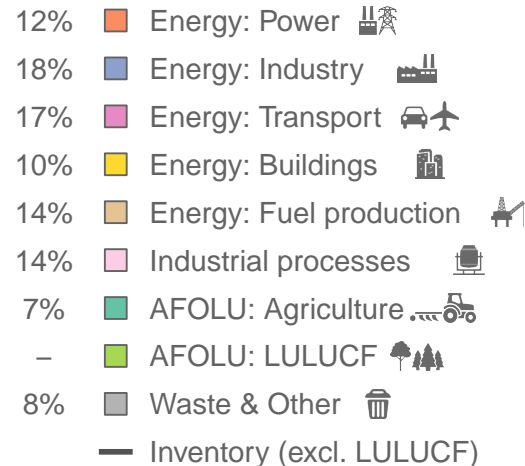 12% Energy: Power
18% Energy: Industry
17% Energy: Transport
10% Energy: Buildings
14% Energy: Fuel production
14% Industrial processes
7% AFOLU: Agriculture
– AFOLU: LULUCF
8% Waste & Other
Inventory (excl. LULUCF)